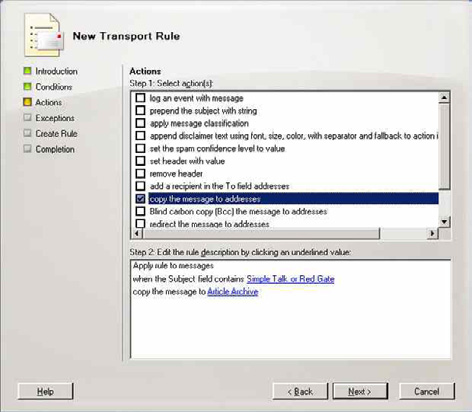 New Transport Rule
Introduction
Conditions
Actions
Exceptions
Create Rule
Completion
Actions
Step 1: Select action(s):
log an event with message
prepend the subject with string
apply message classification
append disclaimer text using font, size, color, with separator and fallback to action i
set the spam confidence level to value
set header with value
remove header
add a recipient in the To field addresses
copy the message to addresses
Blind carbon copy (Bcc) the message to addresses
redirect the message to addresses
Step 2: Edit the rule description by clicking an underlined value:
Apply rule to messages
when the Subject field contains Simple Talk or Red Gate
copy the message to Article Archive
Help
< Back
Next >
Cancel